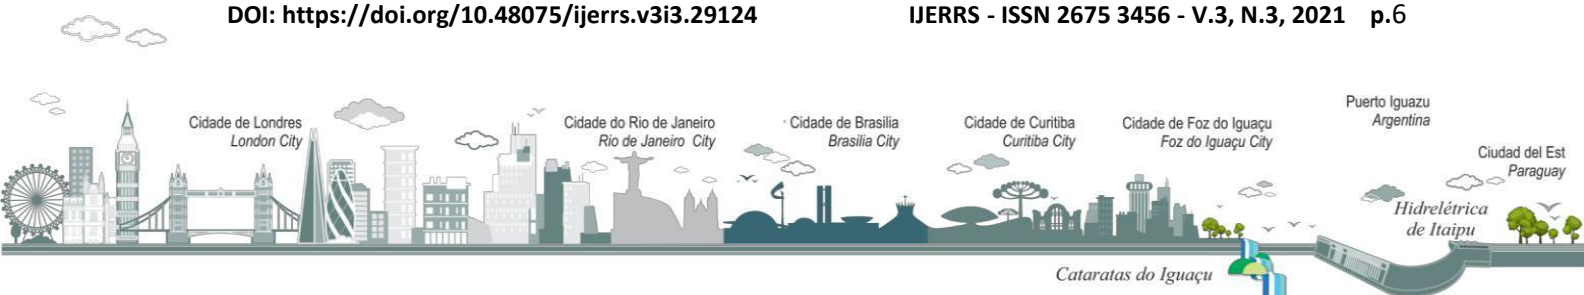 DOI: https://doi.org/10.48075/ijerrs.v3i3.29124 IJERRS - ISSN 2675 3456 - V.3, N.3, 2021 p.6
Cidade de Londres
London City
Cidade do Rio de Janeiro
Rio de Janeiro City
Cidade de Brasilia
Brasilia City
Cidade de Curitiba
Curitiba City
Cidade de Foz do Iguaçu
Foz do Iguaçu City
Puerto Iguazu
Argentina
Ciudad del Est
Paraguay
Hidrelétrica
de Itaipu
Cataratas do Iguaçu